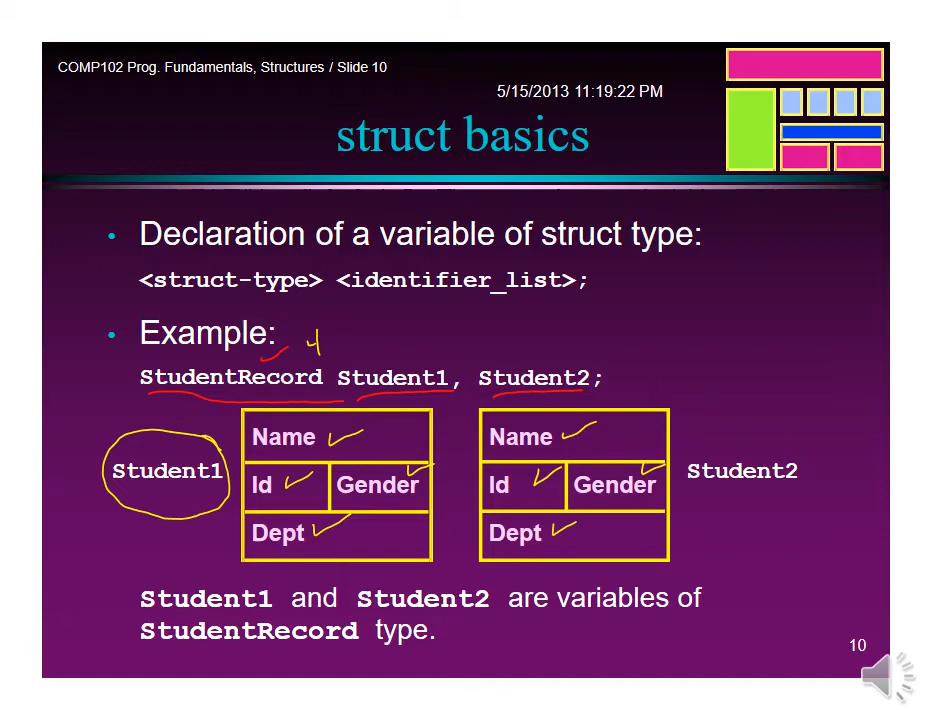 COMP102 Prog. Fundamentals, Structures / Slide 10
5/15/2013 11:19:22 PM
struct basics
• Declaration of a variable of struct type:
<struct-type> <identifier_list>;
• Example: 4
StudentRecord Student1, Student2;
Student1
Name
Id Gender
Dept
Name
Id Gender
Dept
Student2
Student1 and Student2 are variables of
StudentRecord type.
10